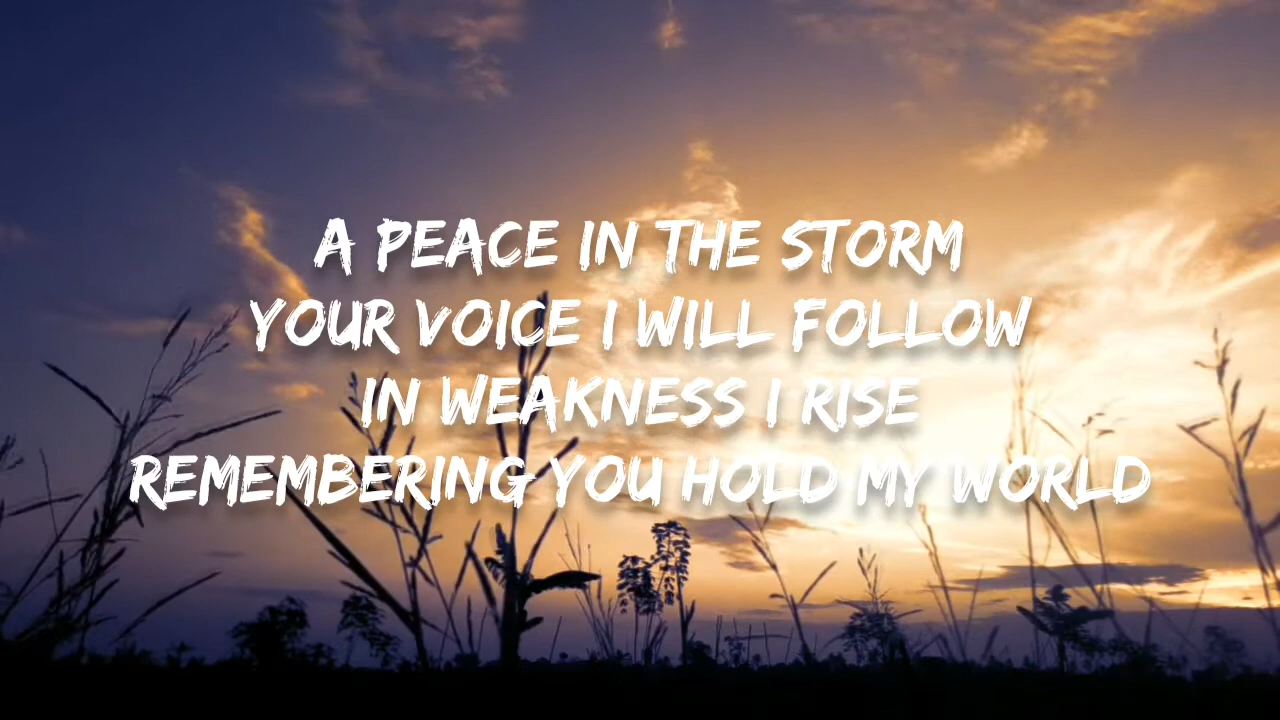 A PEACE IN THE STORM
YOUR VOICE I WILL FOLLOW
IN WEAKNESS I RISE
REMEMBERING YOU HOLD MY WORLD